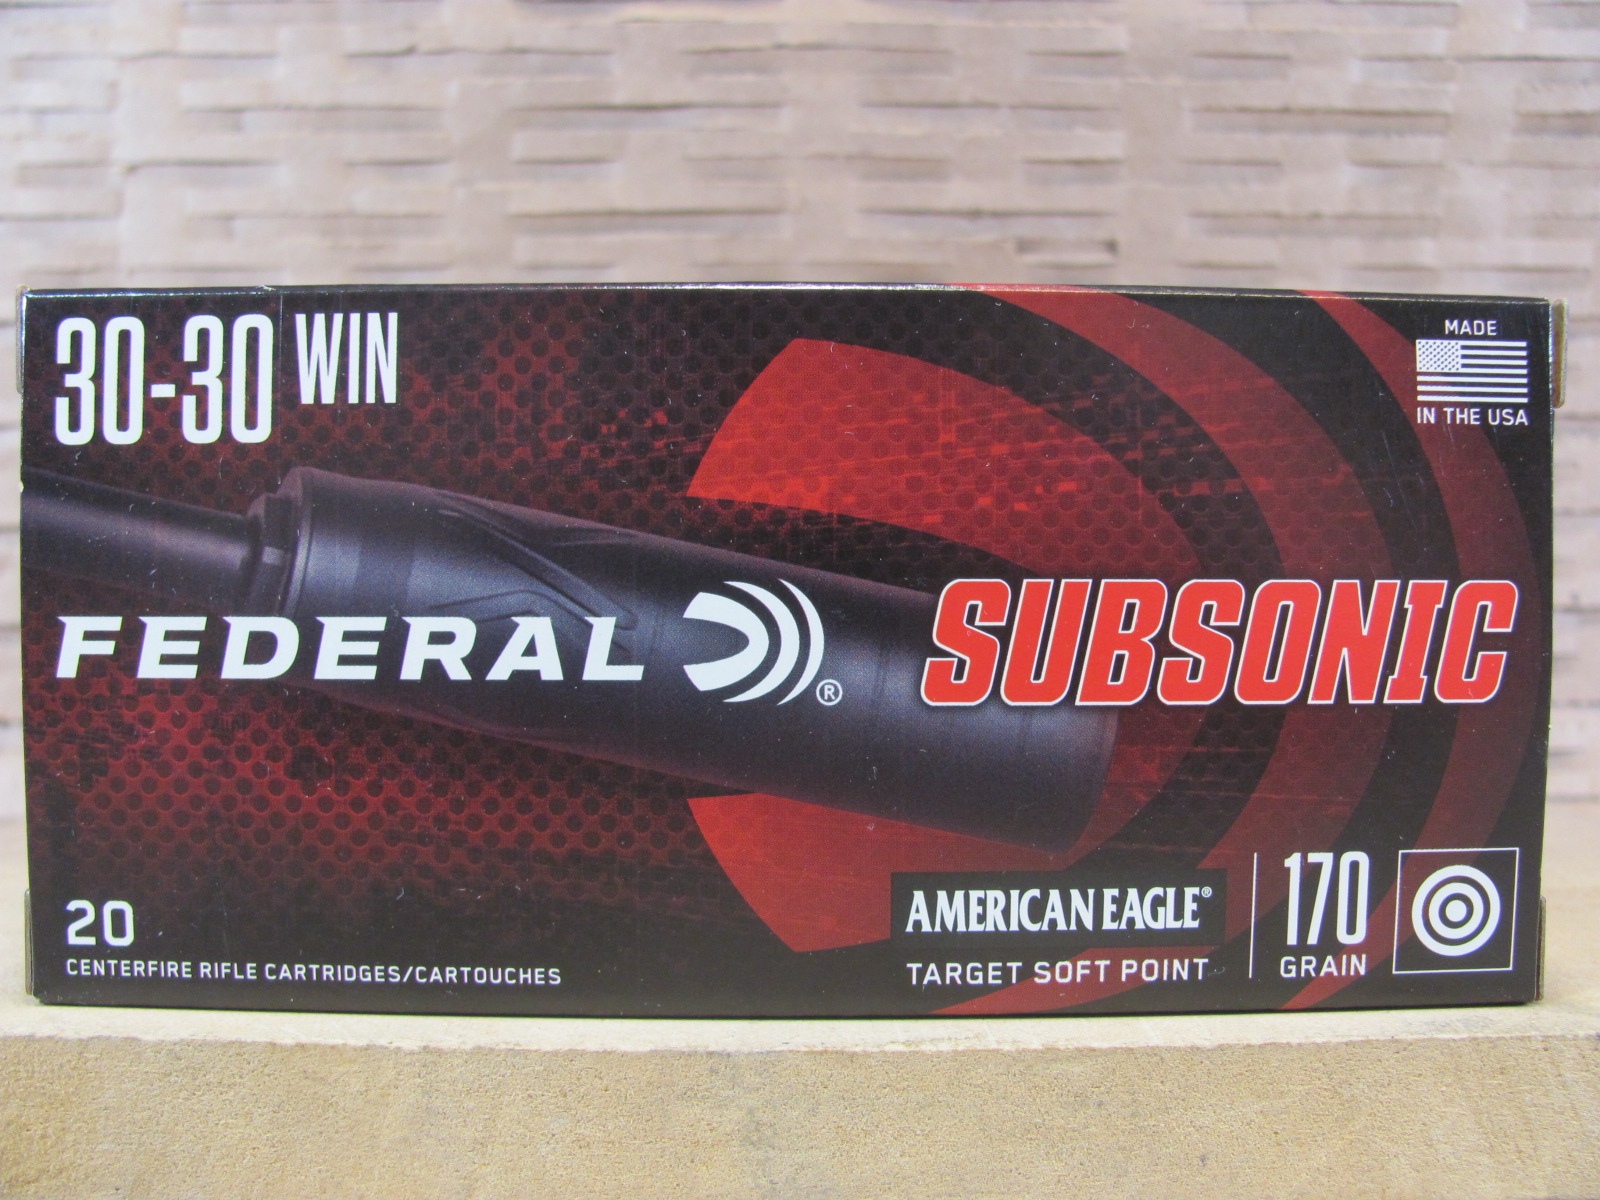 30-30 WIN
MADE
IN THE USA
FEDERAL ®
SUBSONIC
20
CENTERFIRE RIFLE CARTRIDGES/CARTOUCHES
AMERICAN EAGLE®
TARGET SOFT POINT
170
GRAIN